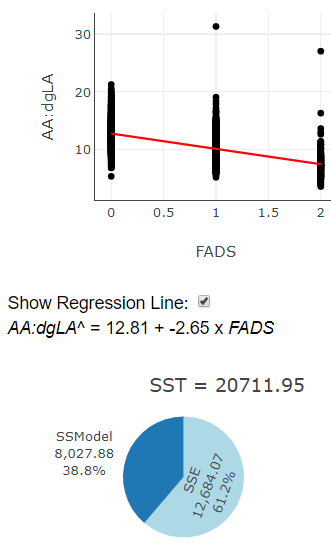 30
20
10
AA:dgLA
0
0.5
1
1.5
2
FADS
Show Regression Line:
AA:dgLA^ = 12.81 + -2.65 x FADS
SST = 20711.95
SSModel
8,027.88
38.8%
SSE
12,684.07
61.2%